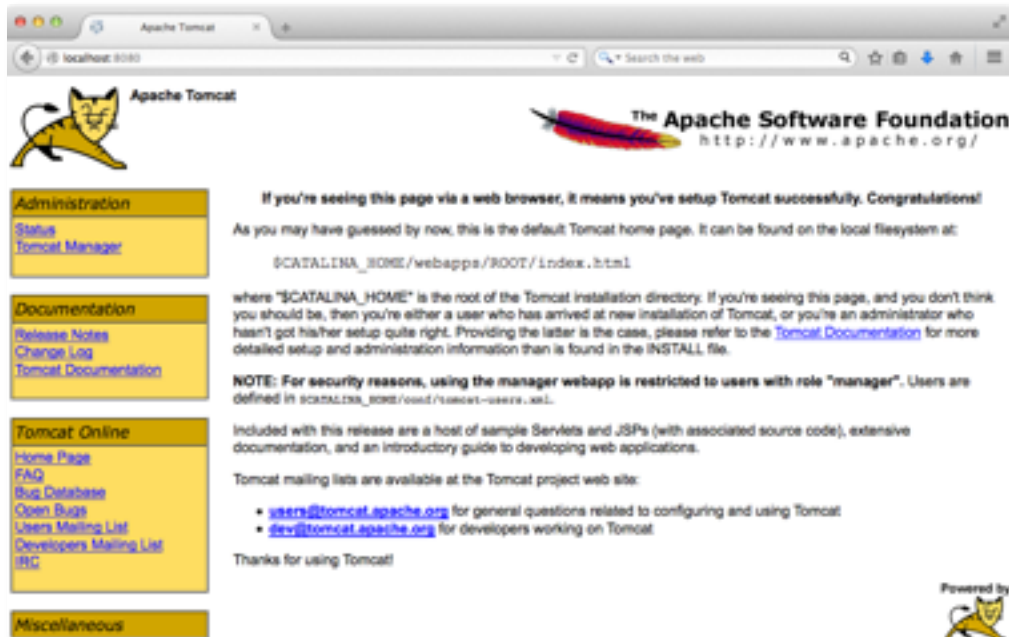 Apache Tomcat
localhost:8080
Search the web
Apache Tomcat
The Apache Software Foundation
http://www.apache.org/
Administration
Status
Tomcat Manager
Documentation
Release Notes
Change Log
Tomcat Documentation
Tomcat Online
Home Page
FAQ
Bug Database
Open Bugs
Users Mailing List
Developers Mailing List
IRC
Miscellaneous
If you're seeing this page via a web browser, it means you've setup Tomcat successfully. Congratulations!
As you may have guessed by now, this is the default Tomcat home page. It can be found on the local filesystem at:
$CATALINA_HOME/webapps/ROOT/index.html
where "$CATALINA_HOME" is the root of the Tomcat installation directory. If you're seeing this page, and you don't think
you should be, then you're either a user who has arrived at new installation of Tomcat, or you're an administrator who
hasn't got his/her setup quite right. Providing the latter is the case, please refer to the Tomcat Documentation for more
detailed setup and administration information than is found in the INSTALL file.
NOTE: For security reasons, using the manager webapp is restricted to users with role "manager". Users are
defined in $CATALINA_HOME/conf/tomcat-users.xml.
Included with this release are a host of sample Servlets and JSPs (with associated source code), extensive
documentation, and an introductory guide to developing web applications.
Tomcat mailing lists are available at the Tomcat project web site:
• users@tomcat.apache.org for general questions related to configuring and using Tomcat
• dev@tomcat.apache.org for developers working on Tomcat
Thanks for using Tomcat!
Powered by